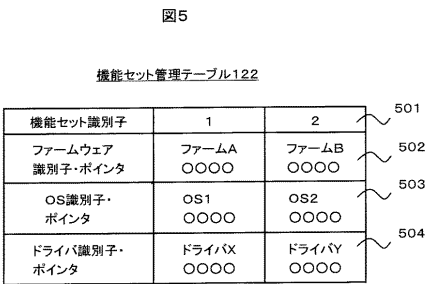 図5
機能セット管理テーブル122
機能セット識別子 1 2 501
ファームウェア 識別子・ポインタ ファームA ○○○○ ファームB ○○○○ 502
OS識別子・ ポインタ OS1 ○○○○ OS2 ○○○○ 503
ドライバ識別子・ ポインタ ドライバX ○○○○ ドライバY ○○○○ 504